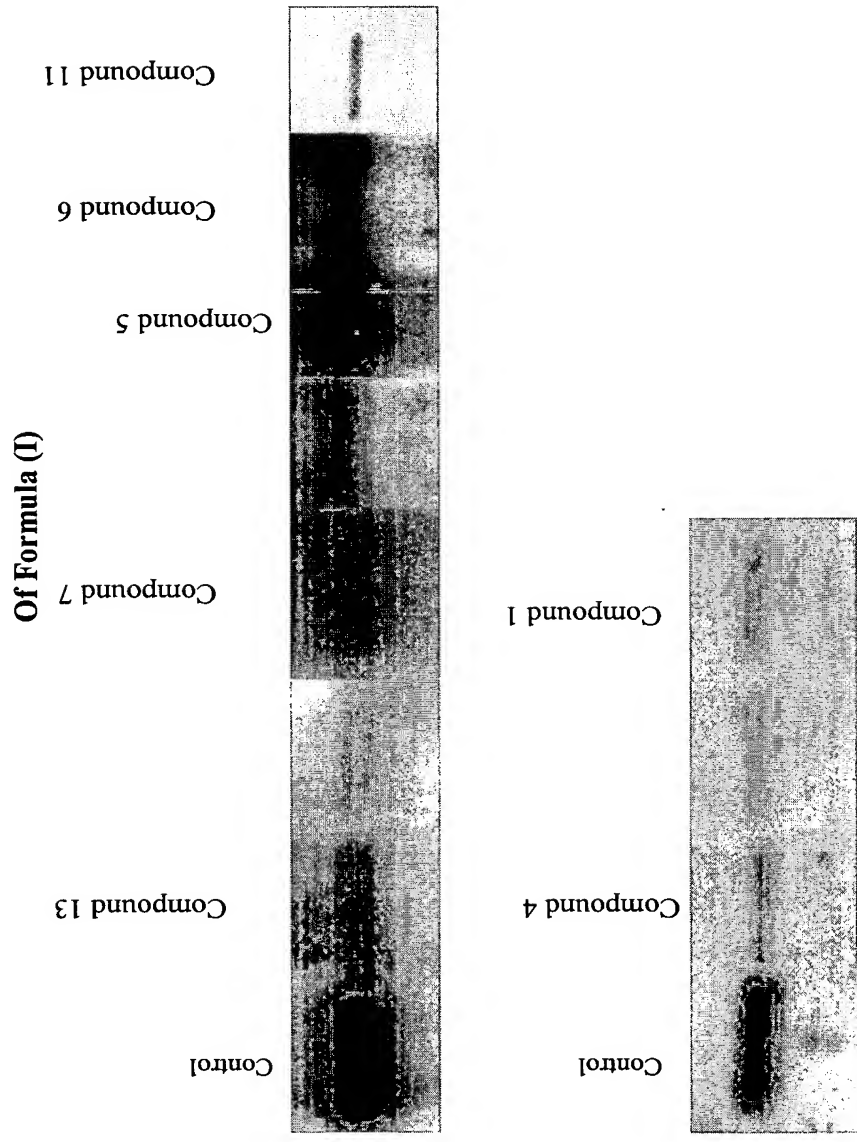 Of Formula (I)
Compound 11
Compound 6
Compound 5
Compound 7
Compound 13
Control
Compound 1
Compound 4
Control